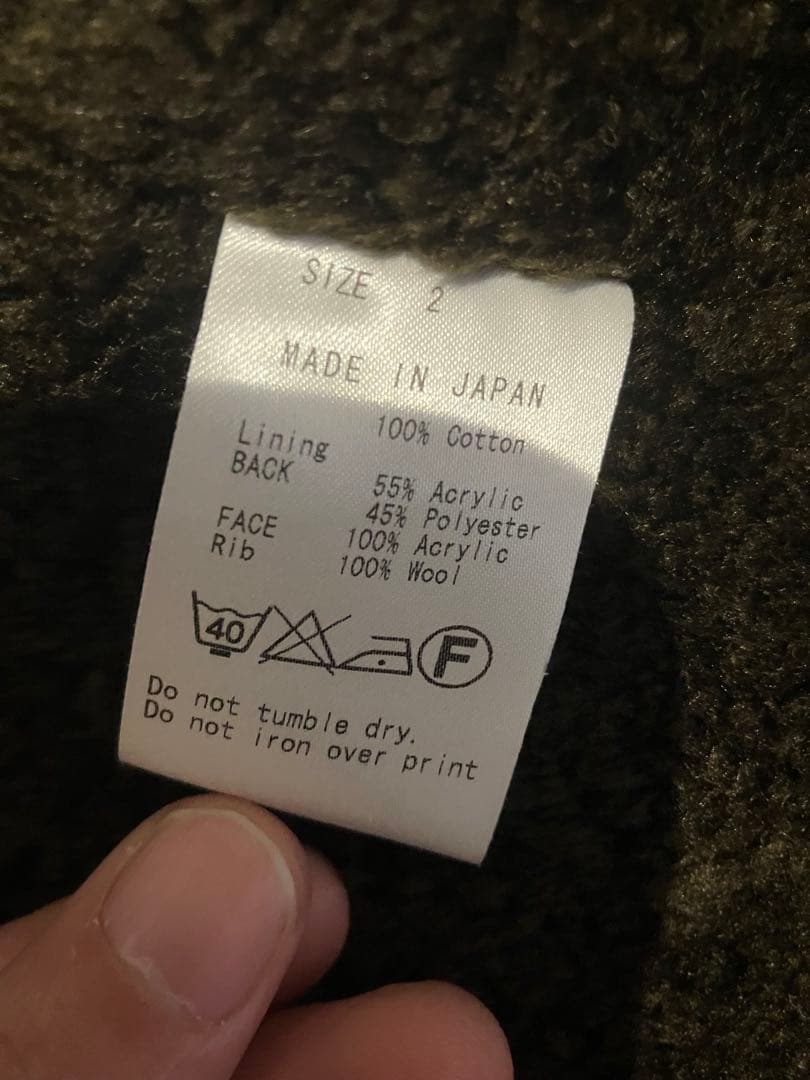 SIZE 2
MADE IN JAPAN
100% Cotton
Lining
BACK 55% Acrylic
45% Polyester
FACE 100% Acrylic
Rib 100% Wool
40 F
Do not tumble dry.
Do not iron over print